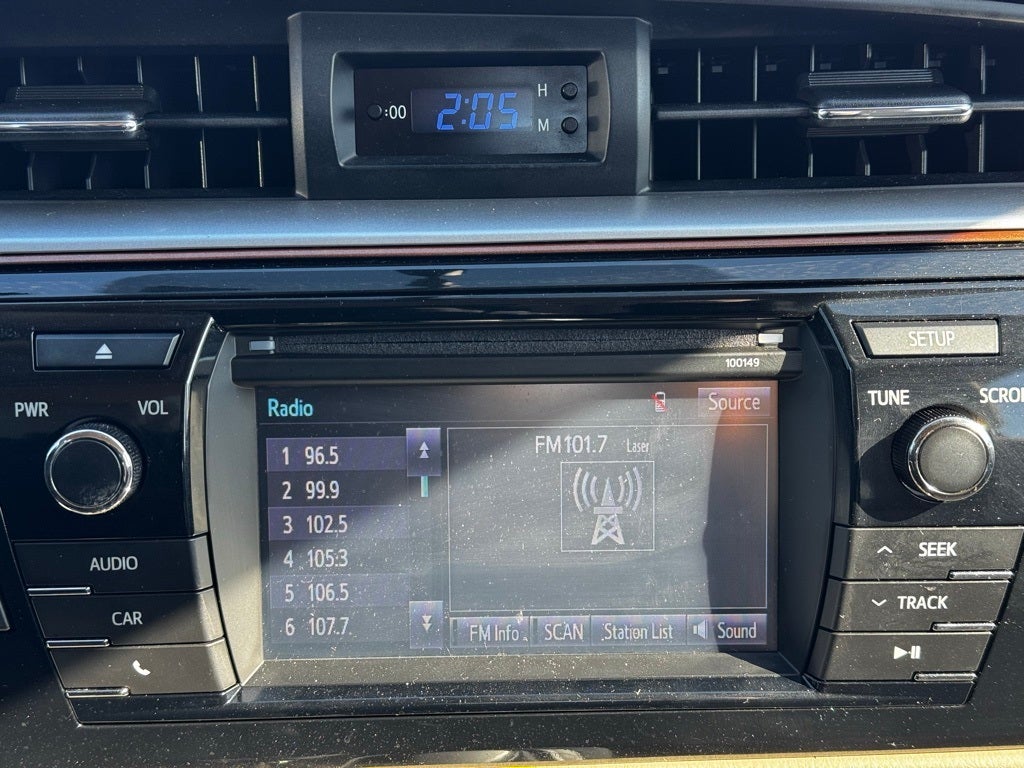 :00 2:05 H
M
SETUP
100149
PWR VOL
TUNE
Radio
Source
1 96.5
2 99.9
3 102.5
4 105.3
5 106.5
6 107.7
FM101.7 Laser
FM Info. SCAN Station List Sound
AUDIO
CAR
SEEK
TRACK